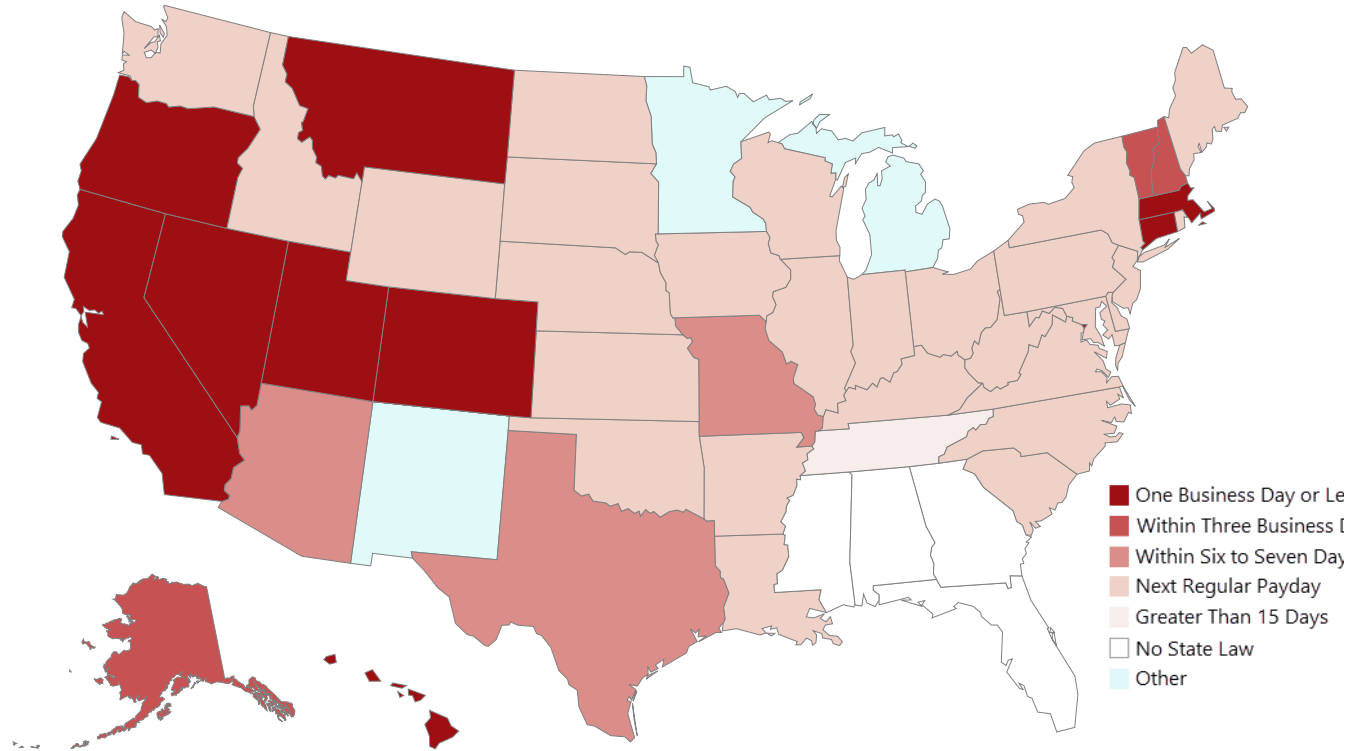 One Business Day or Le
Within Three Business D
Within Six to Seven Day
Next Regular Payday
Greater Than 15 Days
No State Law
Other